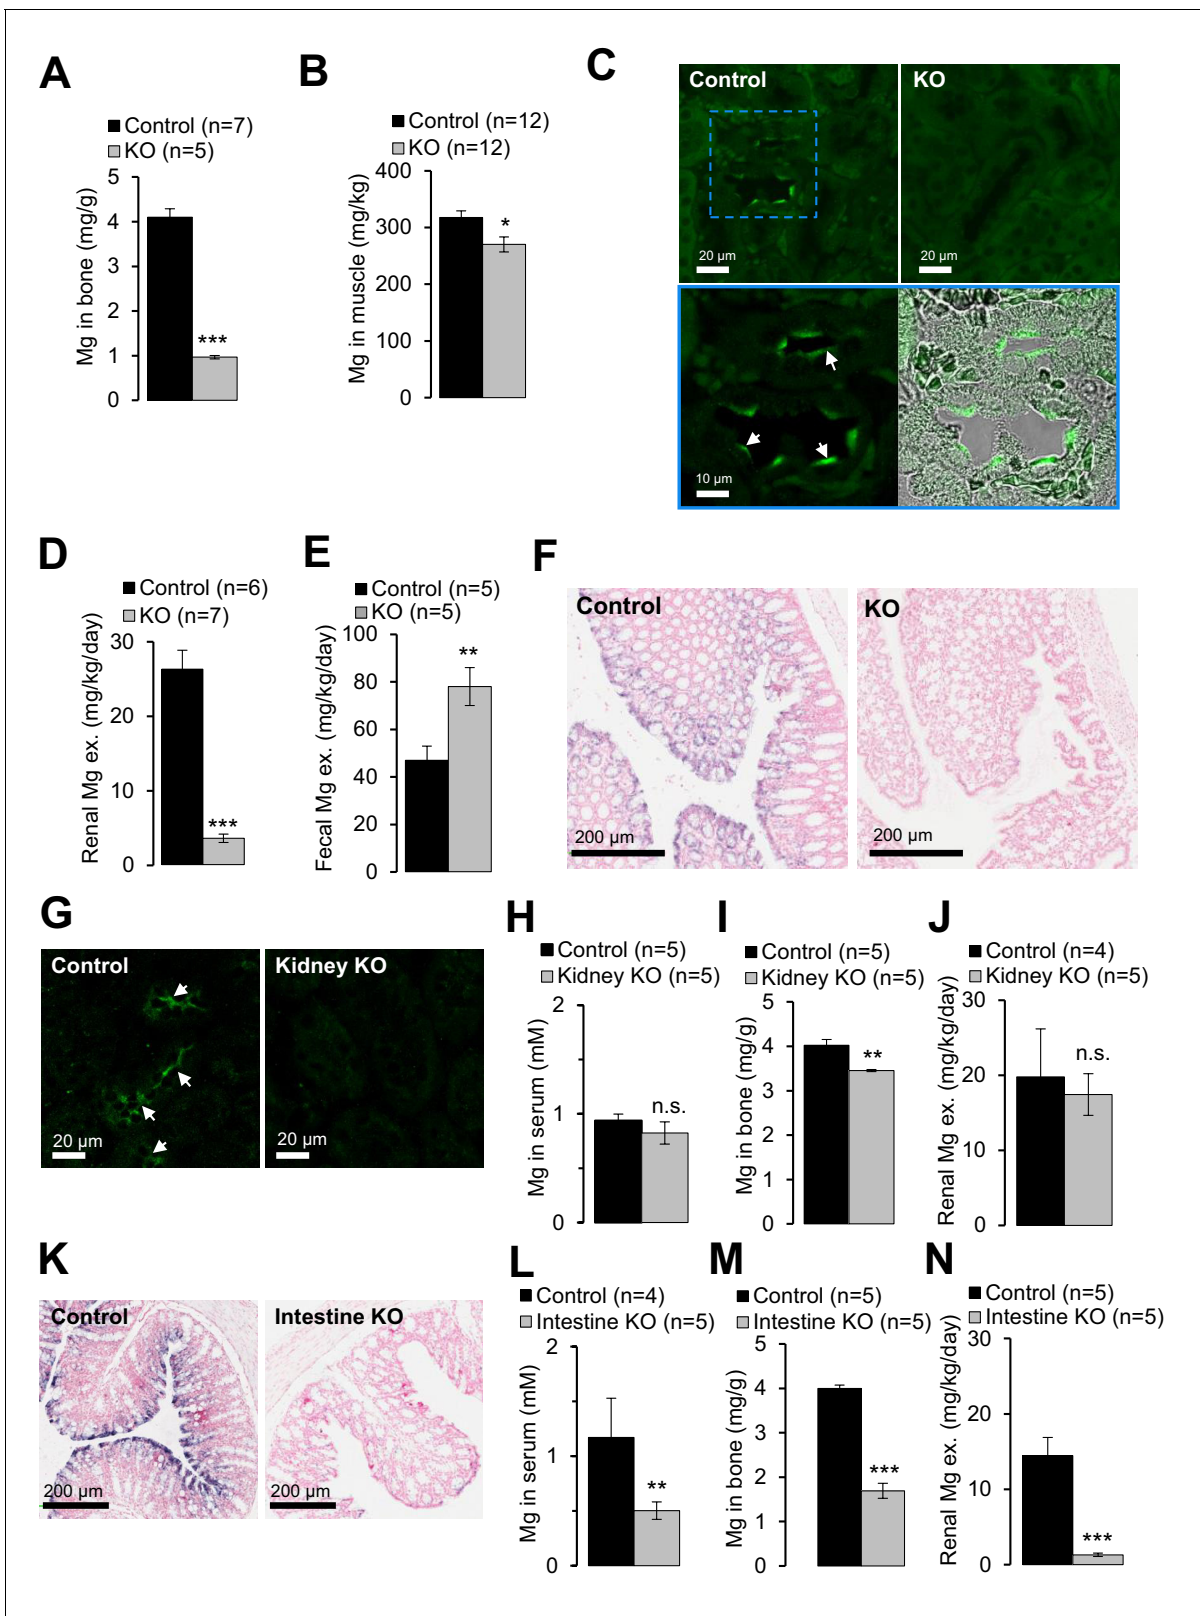 A
Control (n=7)
KO (n=5)
Mg in bone (mg/g)
5
4
3
2
1
0
***
B
Control (n=12)
KO (n=12)
Mg in muscle (mg/kg)
400
300
200
100
0
*
C
Control
KO
20 µm
20 µm
10 µm
D
Control (n=6)
KO (n=7)
Renal Mg ex. (mg/kg/day)
30
20
10
0
***
E
Control (n=5)
KO (n=5)
Fecal Mg ex. (mg/kg/day)
100
80
60
40
20
0
**
F
Control
KO
200 µm
200 µm
G
Control
Kidney KO
20 µm
20 µm
H
Control (n=5)
Kidney KO (n=5)
Mg in serum (mM)
2
1
0
n.s.
I
Control (n=5)
Kidney KO (n=5)
Mg in bone (mg/g)
5
4
3
2
1
0
**
J
Control (n=4)
Kidney KO (n=5)
Renal Mg ex. (mg/kg/day)
30
20
10
0
n.s.
K
Control
Intestine KO
200 µm
200 µm
L
Control (n=4)
Intestine KO (n=5)
Mg in serum (mM)
2
1
0
**
M
Control (n=5)
Intestine KO (n=5)
Mg in bone (mg/g)
5
4
3
2
1
0
***
N
Control (n=5)
Intestine KO (n=5)
Renal Mg ex. (mg/kg/day)
30
20
10
0
***